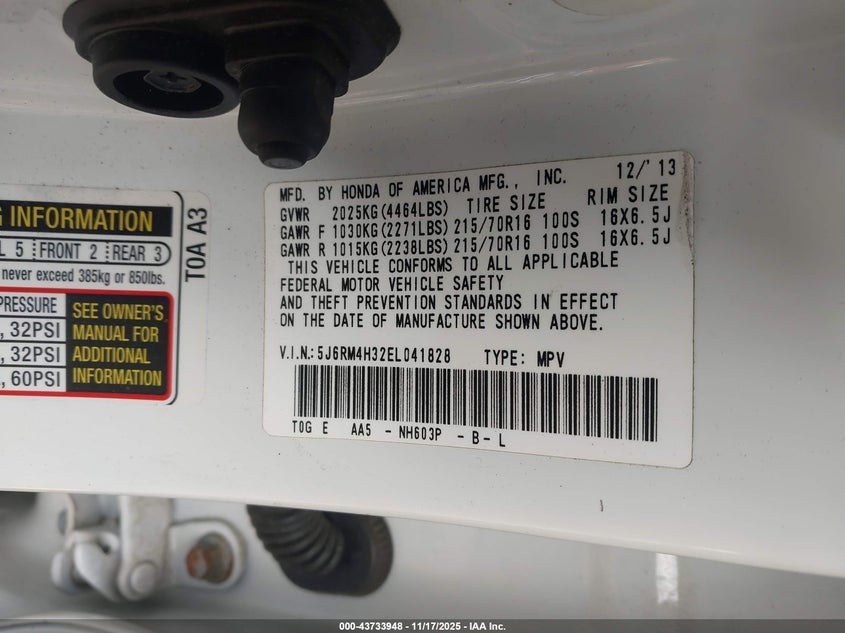 MFD. BY HONDA OF AMERICA MFG., INC. 12/'13
GVWR 2025KG(4464LBS) TIRE SIZE RIM SIZE
GAWR F 1030KG(2271LBS) 215/70R16 100S 16X6.5J
GAWR R 1015KG(2238LBS) 215/70R16 100S 16X6.5J
THIS VEHICLE CONFORMS TO ALL APPLICABLE
FEDERAL MOTOR VEHICLE SAFETY
AND THEFT PREVENTION STANDARDS IN EFFECT
ON THE DATE OF MANUFACTURE SHOWN ABOVE.
V.I.N.: 5J6RM4H32EL041828 TYPE: MPV
TOG E AA5 - NH603P - B - L
INFORMATION
5 FRONT 2 REAR 3
never exceed 385kg or 850lbs.
PRESSURE
, 32PSI
, 32PSI
, 60PSI
SEE OWNER'S
MANUAL FOR
ADDITIONAL
INFORMATION
TOA A3
000-43733948 - 11/17/2025 - IAA Inc.